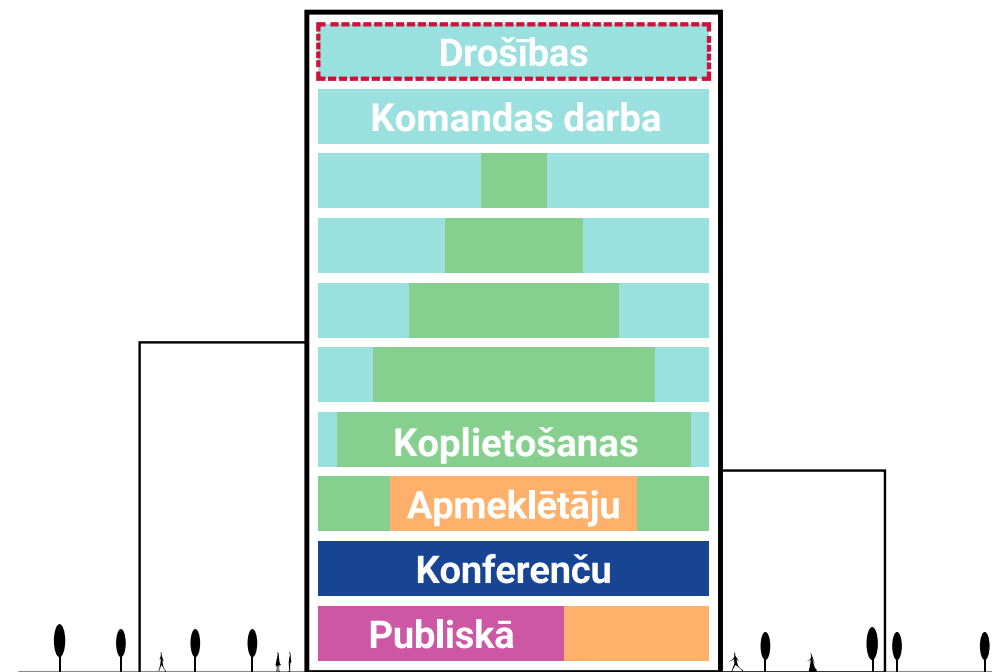 Drošības
Komandas darba
Koplietošanas
Apmeklētāju
Konferenču
Publiskā